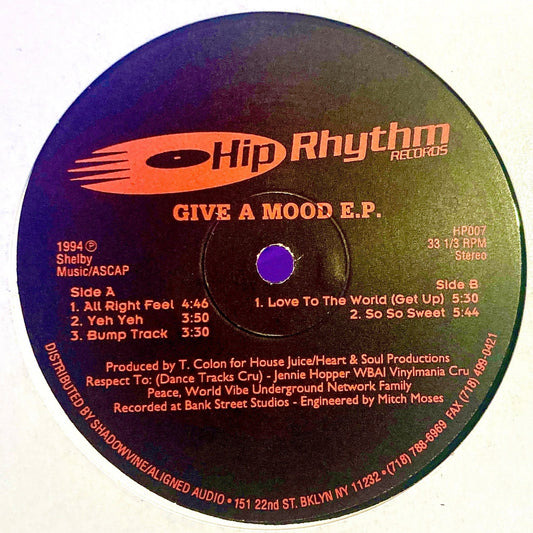 Hip Rhythm
RECORDS
GIVE A MOOD E.P.
1994 ℗
Shelby
Music/ASCAP
HP007
33 1/3 RPM
Stereo
Side A
1. All Right Feel 4:46
2. Yeh Yeh 3:50
3. Bump Track 3:30
Side B
1. Love To The World (Get Up) 5:30
2. So So Sweet 5:44
Produced by T. Colon for House Juice/Heart & Soul Productions
Respect To: (Dance Tracks Cru) - Jennie Hopper WBAI Vinylmania Cru
Peace, World Vibe Underground Network Family
Recorded at Bank Street Studios - Engineered by Mitch Moses
DISTRIBUTED BY SHADOWVINE/ALIGNED AUDIO • 151 22nd ST. BKLYN NY 11232 • (718) 788-6969 FAX (718) 499-0421